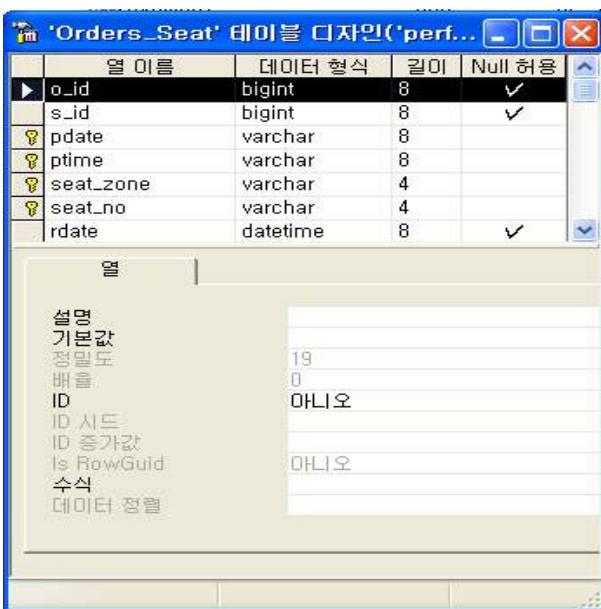 'Orders_Seat' 테이블 디자인('perf...
열 이름 데이터 형식 길이 Null 허용
o_id bigint 8 ✓
s_id bigint 8 ✓
pdate varchar 8
ptime varchar 8
seat_zone varchar 4
seat_no varchar 4
rdate datetime 8 ✓
열
설명
기본값
정밀도 19
배율 0
ID 아니오
ID 시드
ID 증가값
Is RowGuid 아니오
수식
데이터 정렬